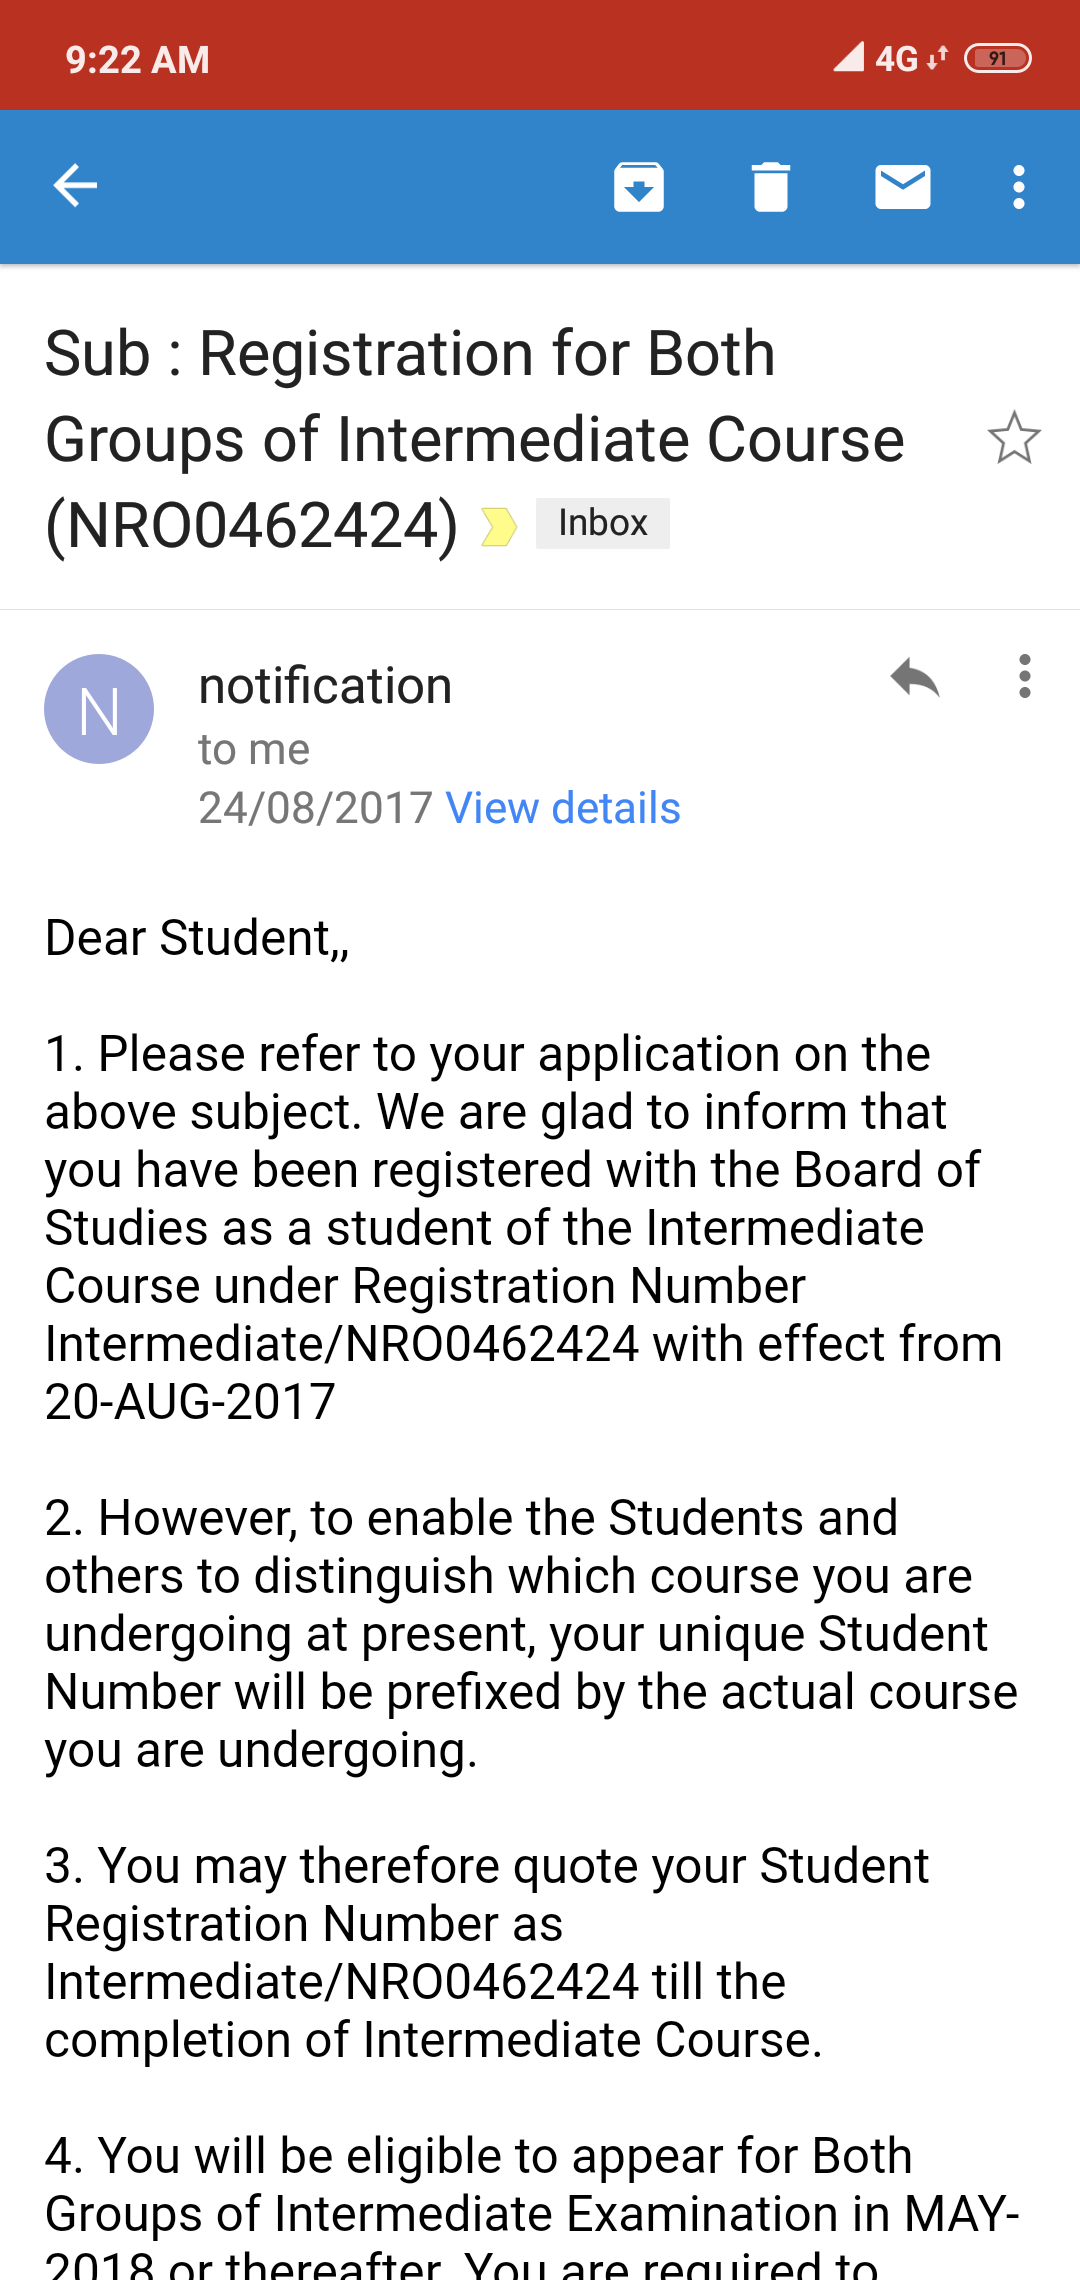 9:22 AM
4G
91
Sub : Registration for Both
Groups of Intermediate Course
(NRO0462424)
Inbox
N
notification
to me
24/08/2017 View details
Dear Student,,
1. Please refer to your application on the
above subject. We are glad to inform that
you have been registered with the Board of
Studies as a student of the Intermediate
Course under Registration Number
Intermediate/NRO0462424 with effect from
20-AUG-2017
2. However, to enable the Students and
others to distinguish which course you are
undergoing at present, your unique Student
Number will be prefixed by the actual course
you are undergoing.
3. You may therefore quote your Student
Registration Number as
Intermediate/NRO0462424 till the
completion of Intermediate Course.
4. You will be eligible to appear for Both
Groups of Intermediate Examination in MAY-
2018 or thereafter. You are required to